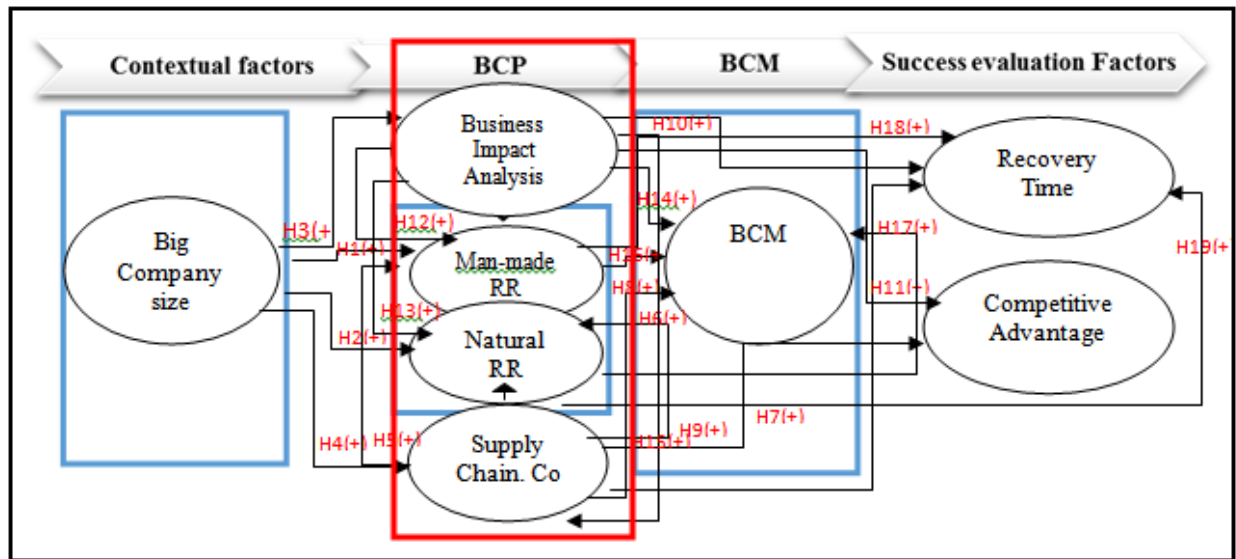 Contextual factors
BCP
BCM
Success evaluation Factors
Business
Impact
Analysis
H10(+)
H18(+)
Recovery
Time
H3(+
H12(+)
H14(+)
H17(+)
Big
Company
size
H1(+)
Man-made
RR
BCM
H19(+
H8(+)
H11(+)
H13(+)
H6(+)
Competitive
Advantage
H2(+)
Natural
RR
H7(+)
H4(+)
H5(+)
Supply
Chain. Co
H9(+)